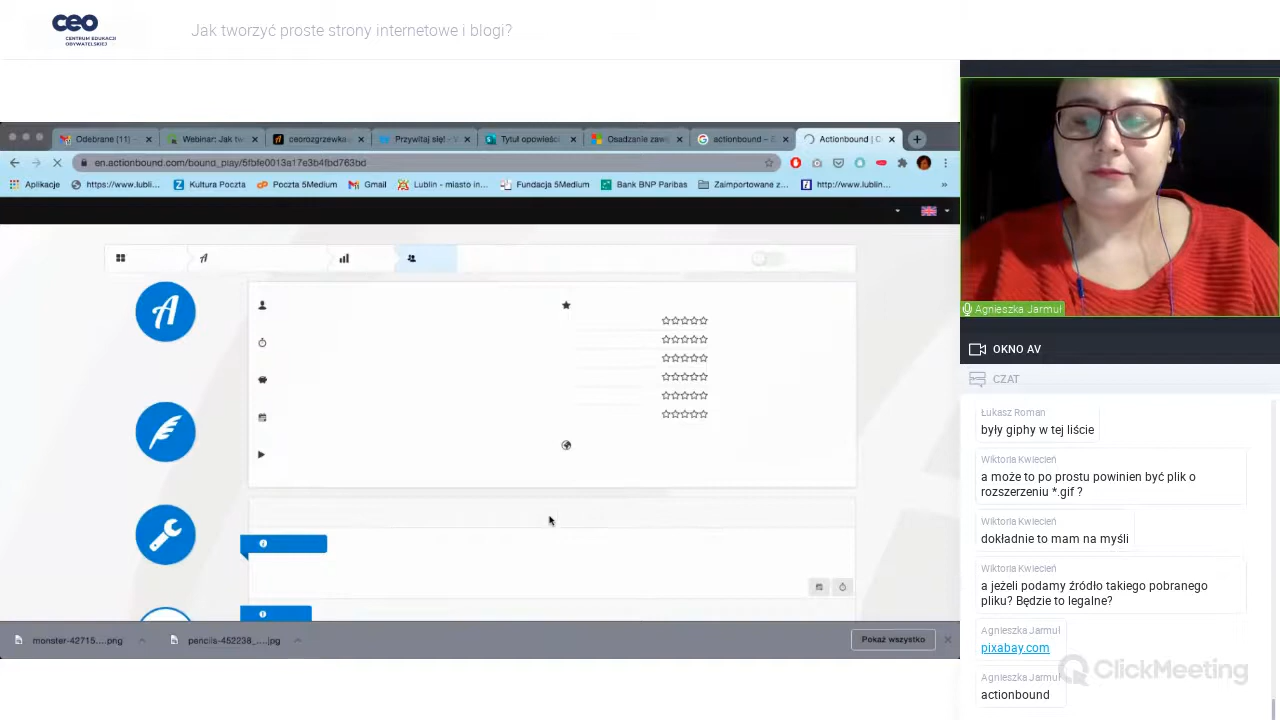 ceo
CENTRUM EDUKACJI
OBYWATELSKIEJ
Jak tworzyć proste strony internetowe i blogi?
Odebrane (11) -
Webinar: Jak tw
ceorozgrzewka
Przywitaj się! -
Tytuł opowieści
Osadzanie zawa
actionbound –
Actionbound | C
en.actionbound.com/bound_play/5fbfe0013a17e3b4fbd763bd
Aplikacje
https://www.lubli...
Kultura Poczta
Poczta 5Medium
Gmail
Lublin - miasto in...
Fundacja 5Medium
Bank BNP Paribas
Zaimportowane z...
http://www.lublin...
»
monster-42715....png
pencils-452238_....jpg
Pokaż wszystko
Agnieszka Jarmuł
OKNO AV
CZAT
Łukasz Roman
były giphy w tej liście
Wiktoria Kwiecień
a może to po prostu powinien być plik o
rozszerzeniu *.gif ?
Wiktoria Kwiecień
dokładnie to mam na myśli
Wiktoria Kwiecień
a jeżeli podamy źródło takiego pobranego
pliku? Będzie to legalne?
Agnieszka Jarmuł
pixabay.com
Agnieszka Jarmuł
actionbound
ClickMeeting